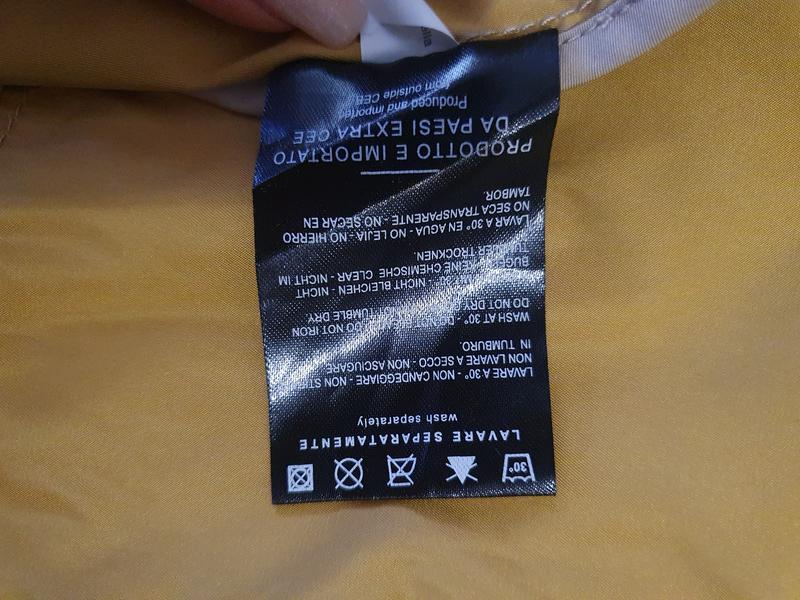 30°
LAVARE SEPARATAMENTE
wash separately
LAVARE A 30° - NON CANDEGGIARE - NON
NON LAVARE A SECCO - NON ASCIUGARE
IN TUMBURO.
WASH AT 30° - DO NOT IRON
DO NOT DRY TUMBLE DRY
30° - NICHT BLEICHEN - NICHT
KEINE CHEMISCHE CLEAR - NICHT IM
TROCKNEN.
LAVAR A 30° EN AGUA - NO LEJIA - NO HIERRO
NO SECA TRANSPARENTE - NO SECAR EN
TAMBOR.
PRODOTTO E IMPORTATO
DA PAESI EXTRA CEE
Produced and imported
from outside CEE